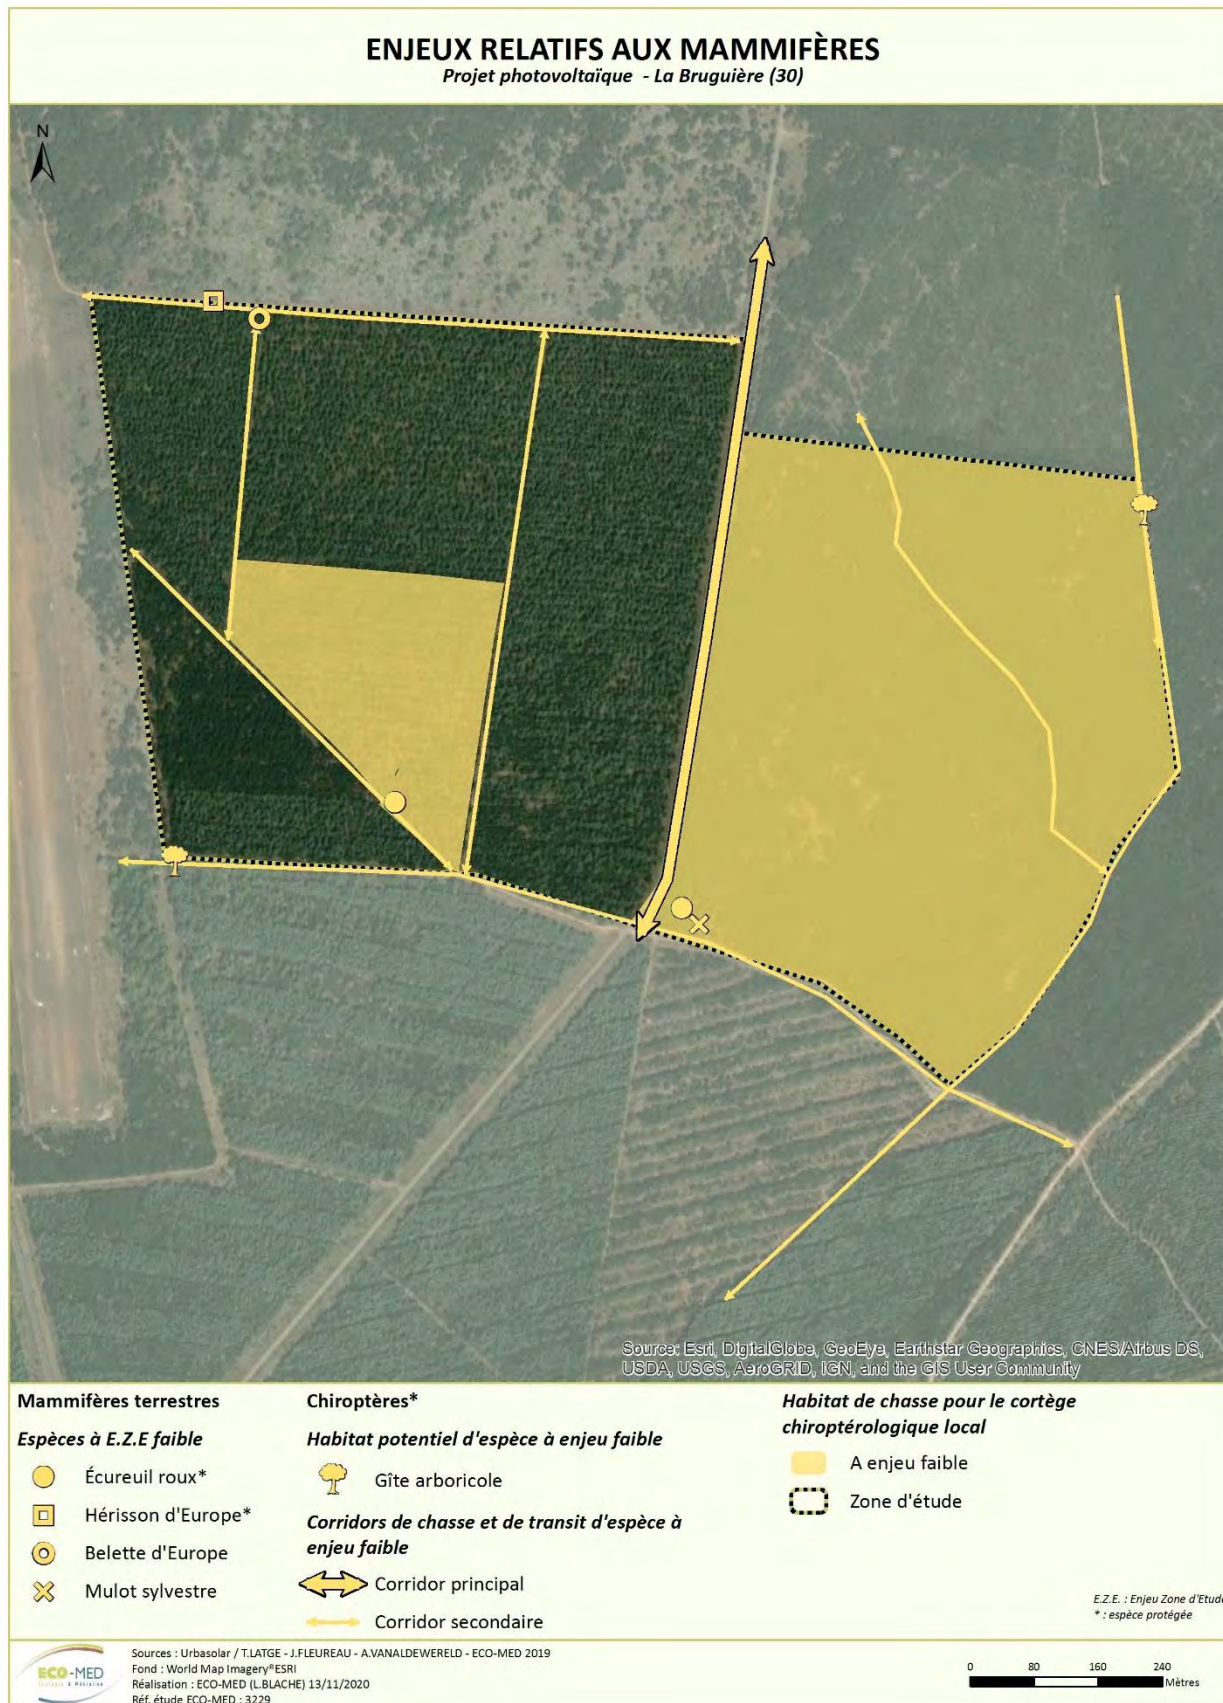 ENJEUX RELATIFS AUX MAMMIFÈRES
Projet photovoltaïque - La Bruguière (30)
N
Source: Esri, DigitalGlobe, GeoEye, Earthstar Geographics, CNES/Airbus DS,
USDA, USGS, AeroGRID, IGN, and the GIS User Community
Mammifères terrestres
Espèces à E.Z.E faible
Écureuil roux*
Hérisson d'Europe*
Belette d'Europe
Mulot sylvestre
Chiroptères*
Habitat potentiel d'espèce à enjeu faible
Gîte arboricole
Corridors de chasse et de transit d'espèce à
enjeu faible
Corridor principal
Corridor secondaire
Habitat de chasse pour le cortège
chiroptérologique local
A enjeu faible
Zone d'étude
E.Z.E. : Enjeu Zone d'Etude
* : espèce protégée
ECO-MED
Ecologie & Médiation
Sources : Urbasolar / T.LATGE - J.FLEUREAU - A.VANALDEWERELD - ECO-MED 2019
Fond : World Map Imagery®ESRI
Réalisation : ECO-MED (L.BLACHE) 13/11/2020
Réf. étude ECO-MED : 3229
0 80 160 240
Mètres